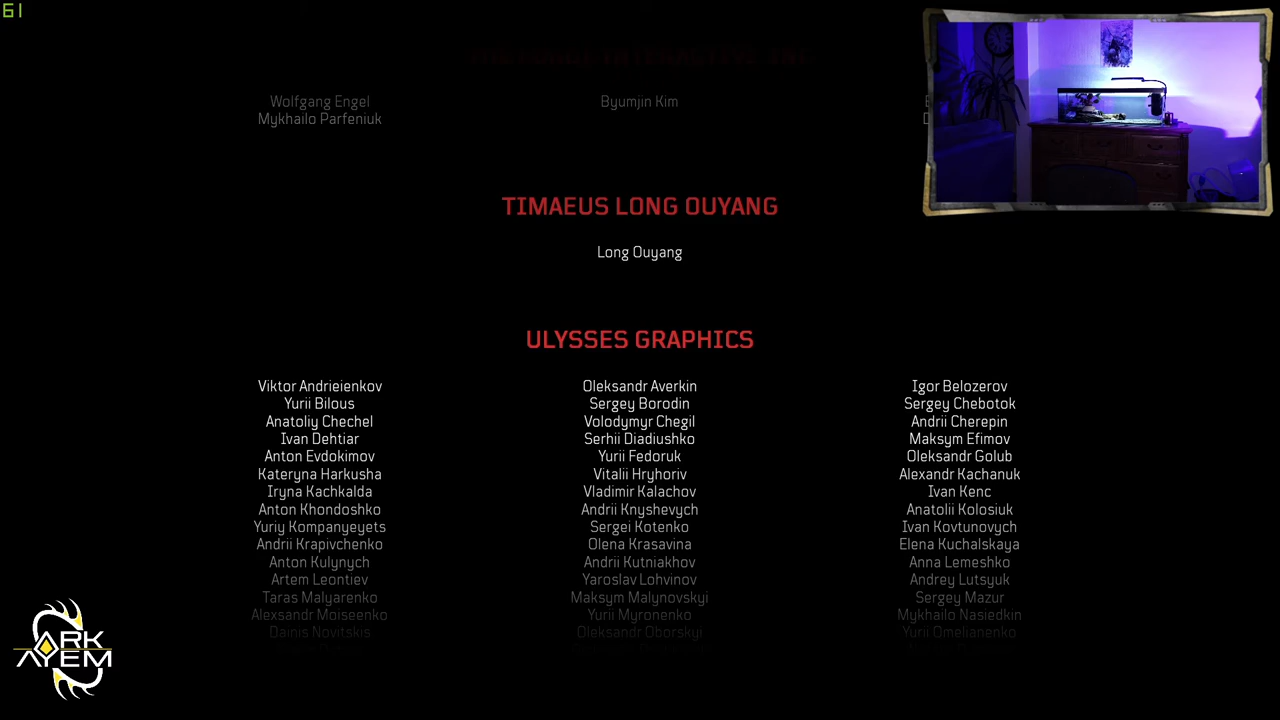 61
Wolfgang Engel Byumjin Kim
Mykhailo Parfeniuk
TIMAEUS LONG OUYANG
Long Ouyang
ULYSSES GRAPHICS
Viktor Andrieienkov Oleksandr Averkin Igor Belozerov
Yurii Bilous Sergey Borodin Sergey Chebotok
Anatoliy Chechel Volodymyr Chegil Andrii Cherepin
Ivan Dehtiar Serhii Diadiushko Maksym Efimov
Anton Evdokimov Yurii Fedoruk Oleksandr Golub
Kateryna Harkusha Vitalii Hryhoriv Alexandr Kachanuk
Iryna Kachkalda Vladimir Kalachov Ivan Kenc
Anton Khondoshko Andrii Knyshevych Anatolii Kolosiuk
Yuriy Kompanyeyets Sergei Kotenko Ivan Kovtunovych
Andrii Krapivchenko Olena Krasavina Elena Kuchalskaya
Anton Kulynych Andrii Kutniakhov Anna Lemeshko
Artem Leontiev Yaroslav Lohvinov Andrey Lutsyuk
Taras Malyarenko Maksym Malynovskyi Sergey Mazur
Alexsandr Moiseenko Yurii Myronenko Mykhailo Nasiedkin
Dainis Novitskis Oleksandr Oborskyi Yurii Omelianenko
ARK
AYEM